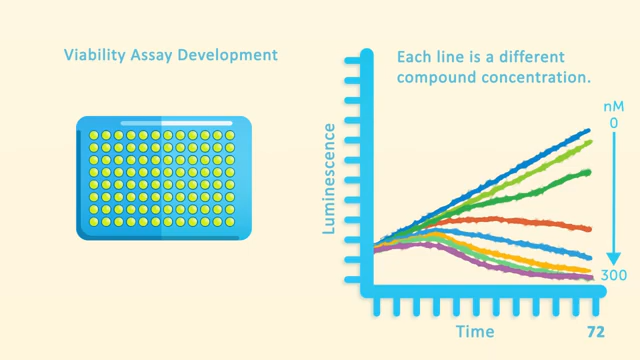 Viability Assay Development
Each line is a different
compound concentration.
nM
0
Luminescence
300
Time
72